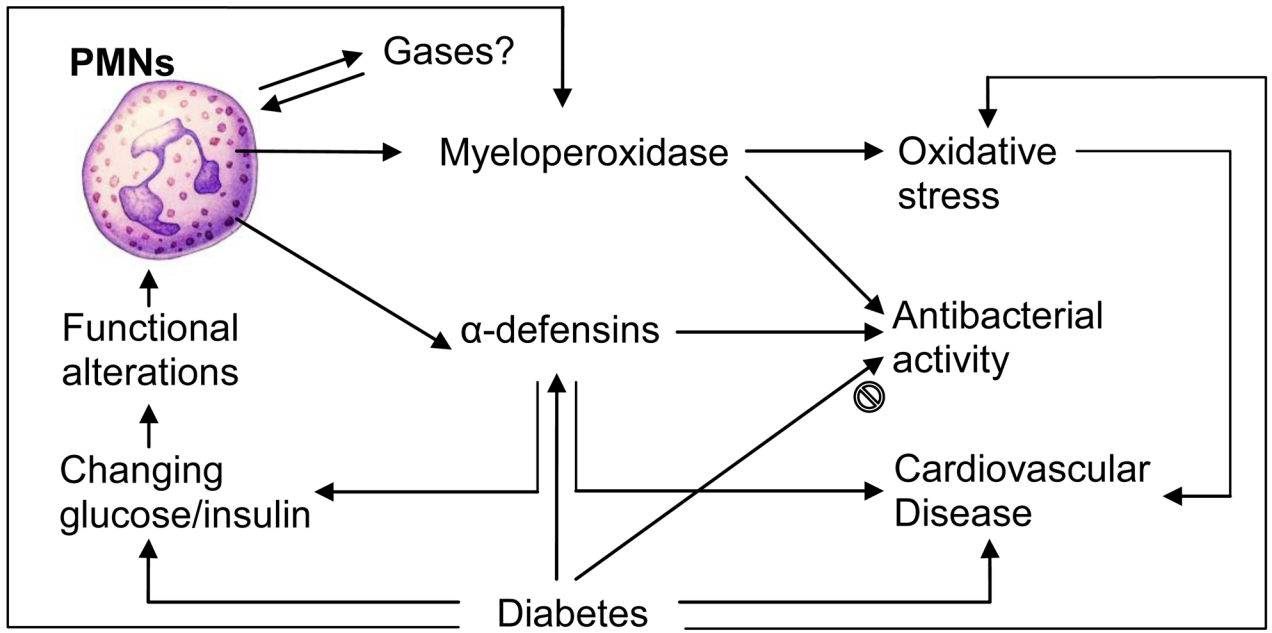 PMNs
Gases?
Myeloperoxidase
Oxidative
stress
Functional
alterations
α-defensins
Antibacterial
activity
Changing
glucose/insulin
Cardiovascular
Disease
Diabetes